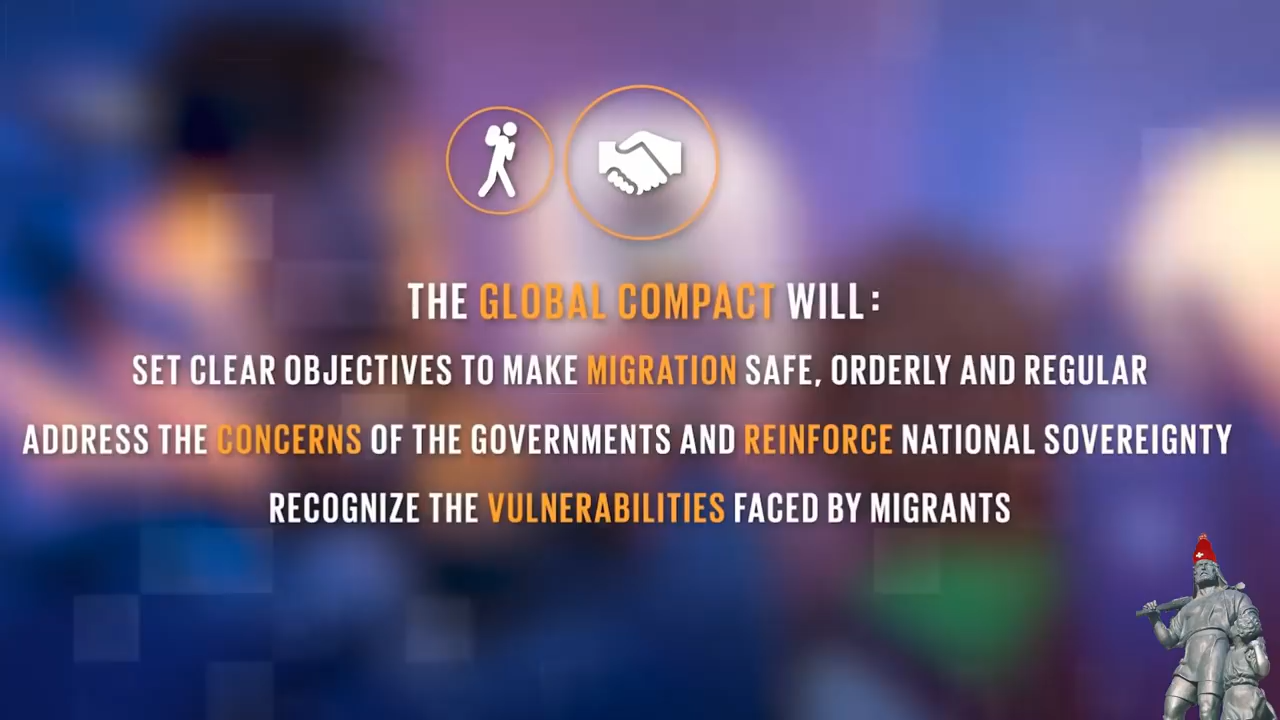 THE GLOBAL COMPACT WILL:
SET CLEAR OBJECTIVES TO MAKE MIGRATION SAFE, ORDERLY AND REGULAR
ADDRESS THE CONCERNS OF THE GOVERNMENTS AND REINFORCE NATIONAL SOVEREIGNTY
RECOGNIZE THE VULNERABILITIES FACED BY MIGRANTS